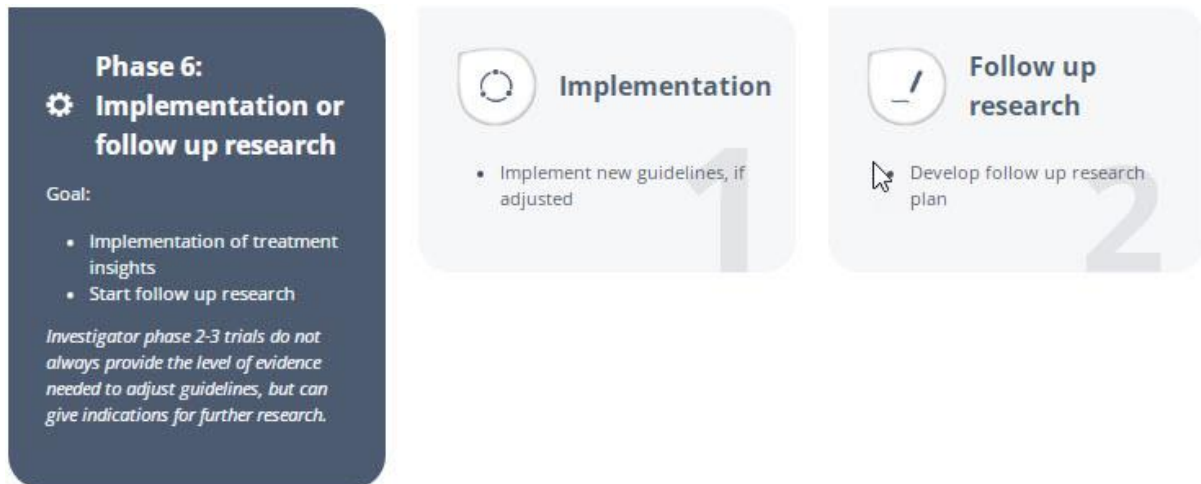 Phase 6:
Implementation or
follow up research
Goal:
• Implementation of treatment
insights
• Start follow up research
Investigator phase 2-3 trials do not
always provide the level of evidence
needed to adjust guidelines, but can
give indications for further research.
Implementation
• Implement new guidelines, if
adjusted
1
Follow up
research
• Develop follow up research
plan
2